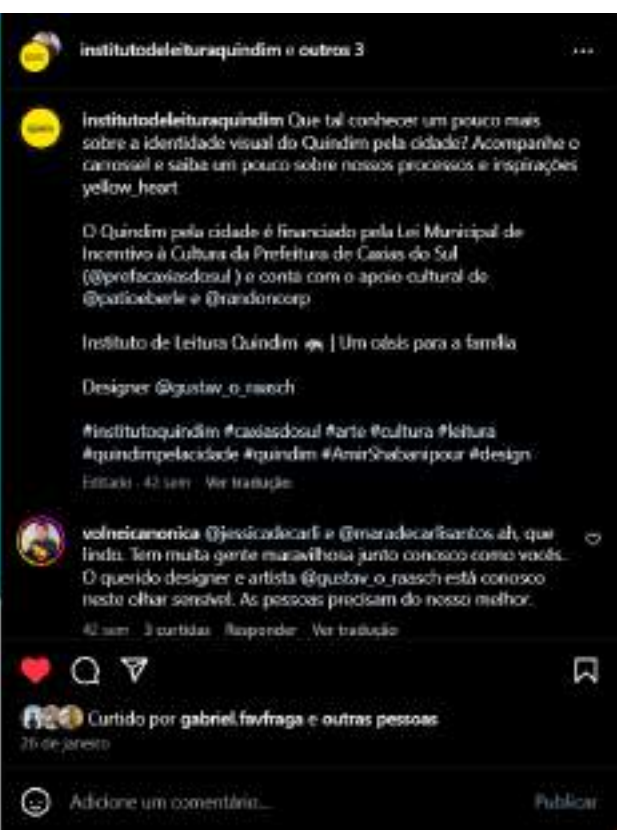 institutodeleituraquindim e outros 3
institutodeleituraquindim Que tal conhecer um pouco mais
sobre a identidade visual do Quindim pela cidade? Acompanhe o
carrossel e saiba um pouco sobre nossos processos e inspirações
yellow_heart
O Quindim pela cidade é financiado pela Lei Municipal de
Incentivo à Cultura da Prefeitura de Caxias do Sul
(@prefacaxiasdosul ) e conta com o apoio cultural de
@patioeberle e @randoncorp
Instituto de Leitura Quindim | Um oásis para a família
Designer @gustav_o_raasch
#institutoquindim #caxiasdosul #arte #cultura #leitura
#quindimpelacidade #quindim #AmirShabanipour #design
Editado · 42 sem Ver tradução
volneicanonica @jessicadecarli e @maradecarlisantos ah, que
lindo. Tem muita gente maravilhosa junto conosco como vocês.
O querido designer e artista @gustav_o_raasch está conosco
neste olhar sensível. As pessoas precisam do nosso melhor.
42 sem 3 curtidas Responder Ver tradução
Curtido por gabriel.favfraga e outras pessoas
26 de janeiro
Adicione um comentário...
Publicar